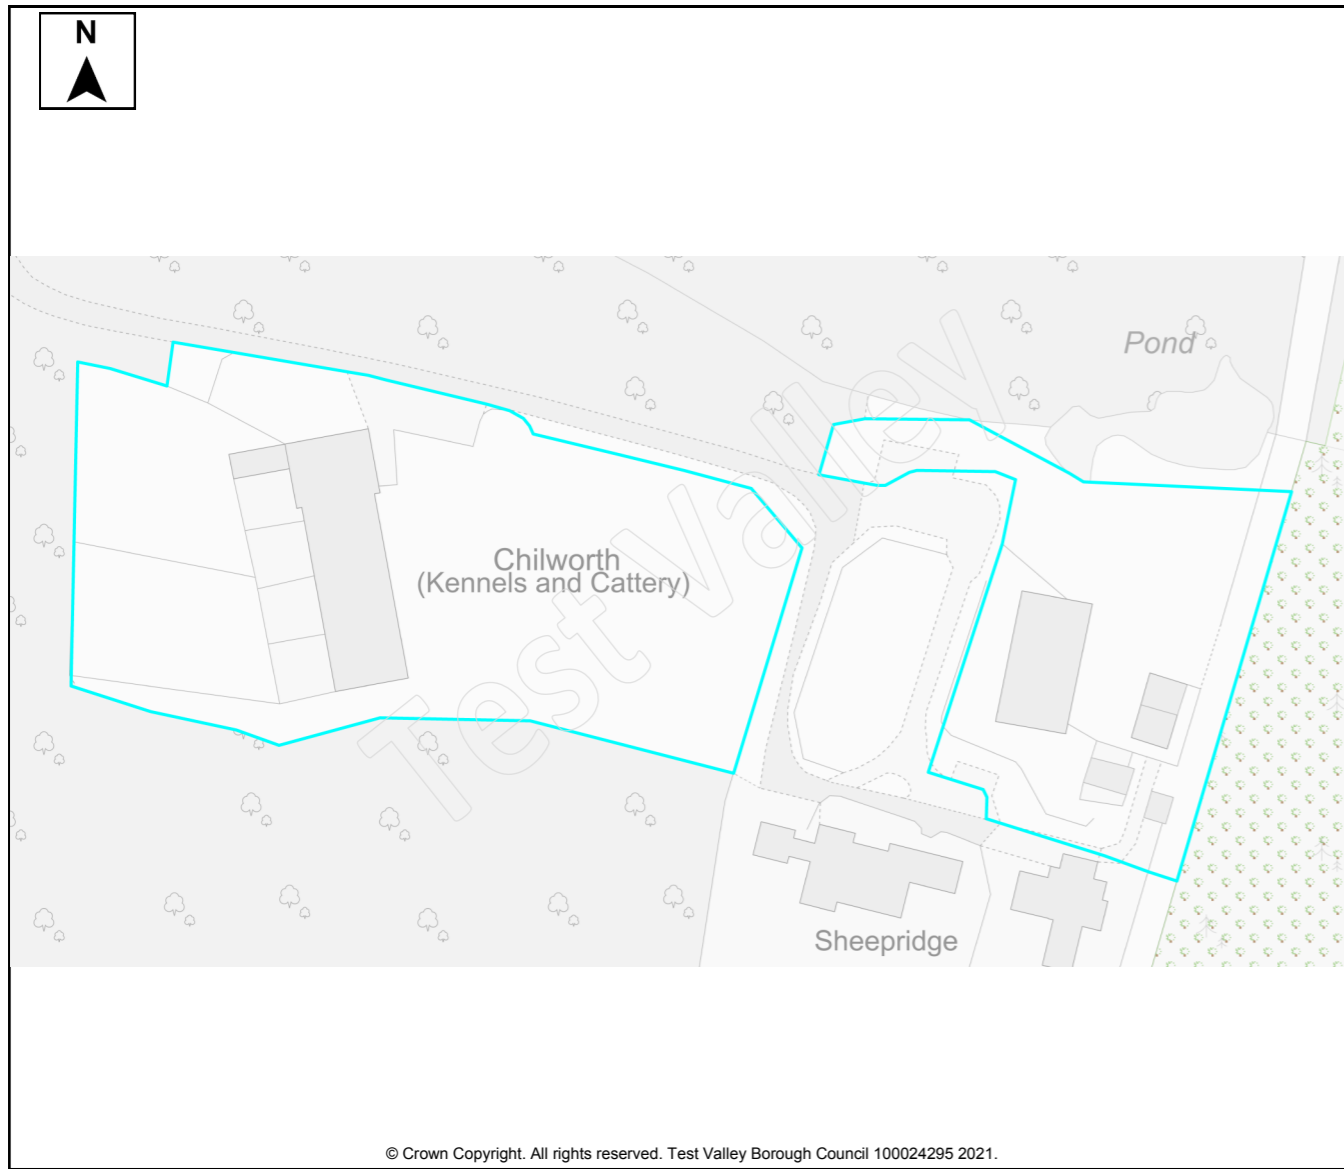 N
Pond
Chilworth
(Kennels and Cattery)
Test Valley
Sheepridge
© Crown Copyright. All rights reserved. Test Valley Borough Council 100024295 2021.